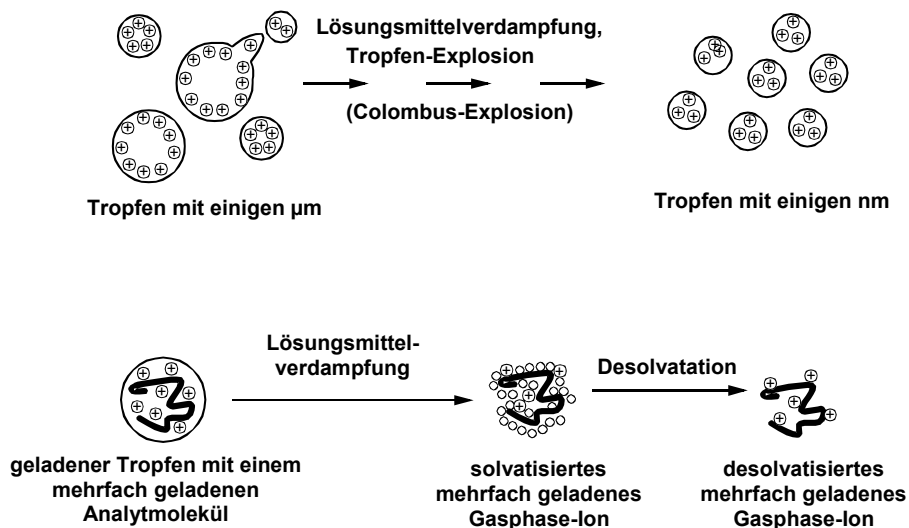 Lösungsmittelverdampfung,
Tropfen-Explosion
(Colombus-Explosion)
Tropfen mit einigen µm
Tropfen mit einigen nm
Lösungsmittel-
verdampfung
Desolvatation
geladener Tropfen mit einem
mehrfach geladenen
Analytmolekül
solvatisiertes
mehrfach geladenes
Gasphase-Ion
desolvatisiertes
mehrfach geladenes
Gasphase-Ion